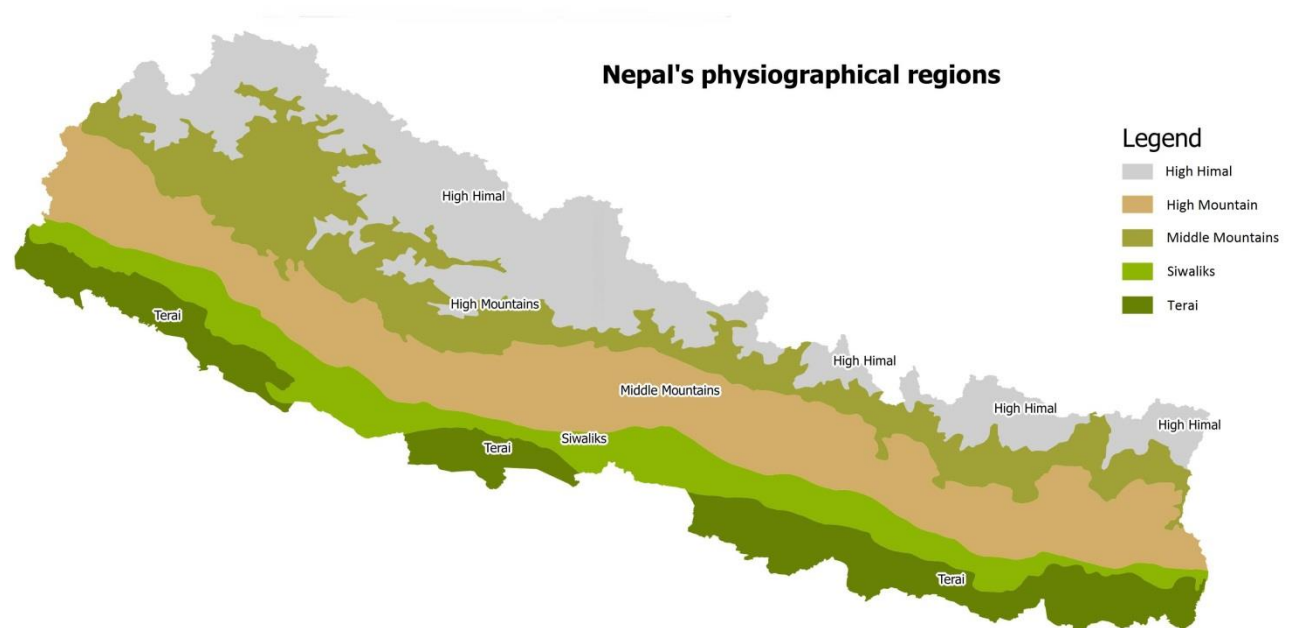 Nepal's physiographical regions
Legend
High Himal
High Mountain
Middle Mountains
Siwaliks
Terai
High Himal
High Mountains
Terai
High Himal
Middle Mountains
High Himal
High Himal
Siwaliks
Terai
Terai